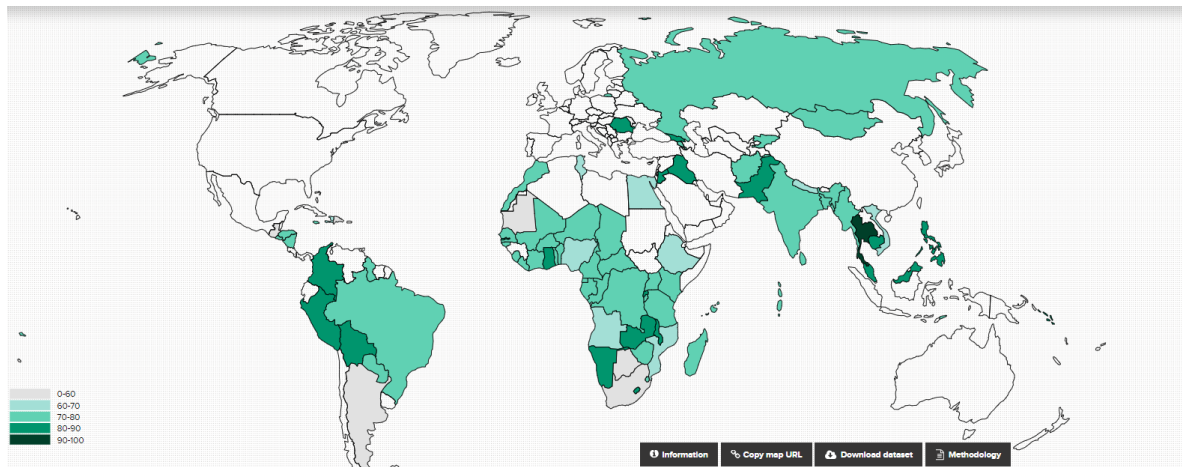 0-60
60-70
70-80
80-90
90-100
Information
Copy map URL
Download dataset
Methodology